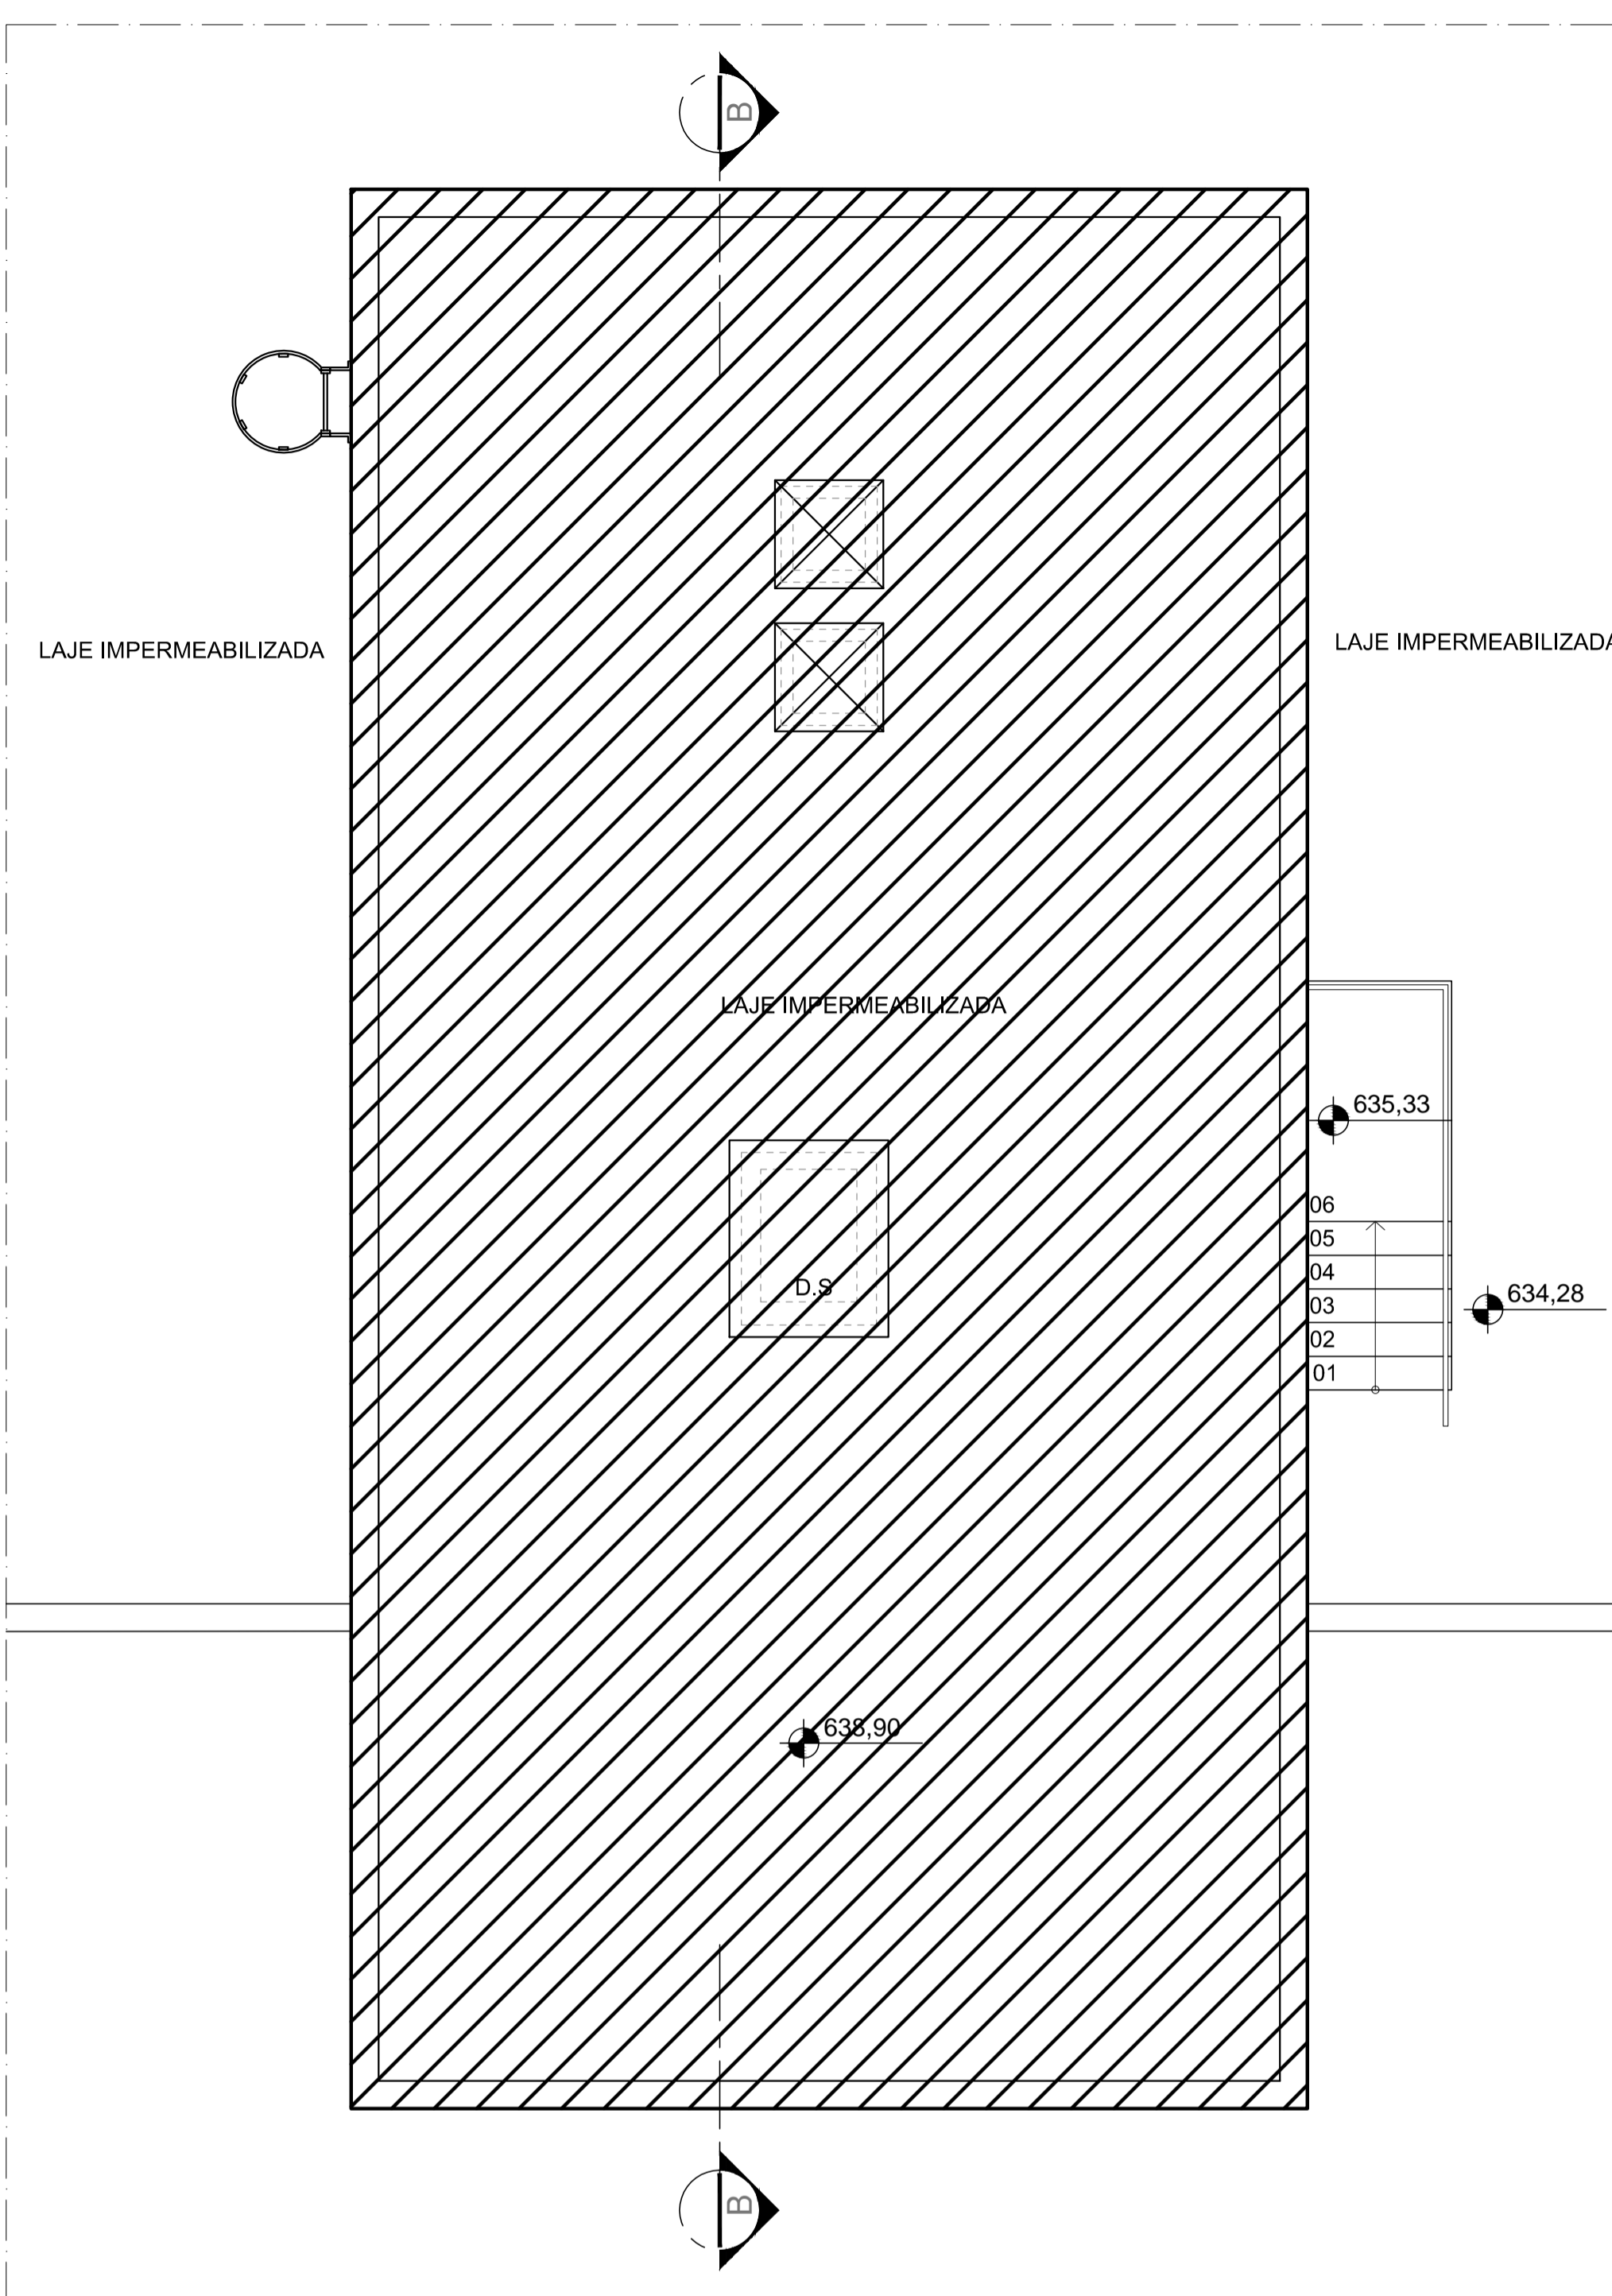 B
LAJE IMPERMEABILIZADA
LAJE IMPERMEABILIZADA
LAJE IMPERMEABILIZADA
635,33
06
05
04
D.S
634,28
03
02
01
638,90
B